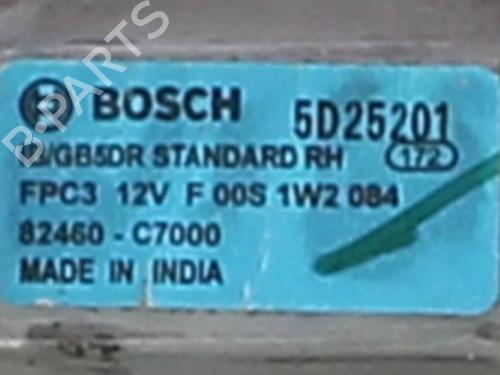 B-PARTS
BOSCH 5D25201
/GB5DR STANDARD RH 172
FPC3 12V F 00S 1W2 084
82460 - C7000
MADE IN INDIA